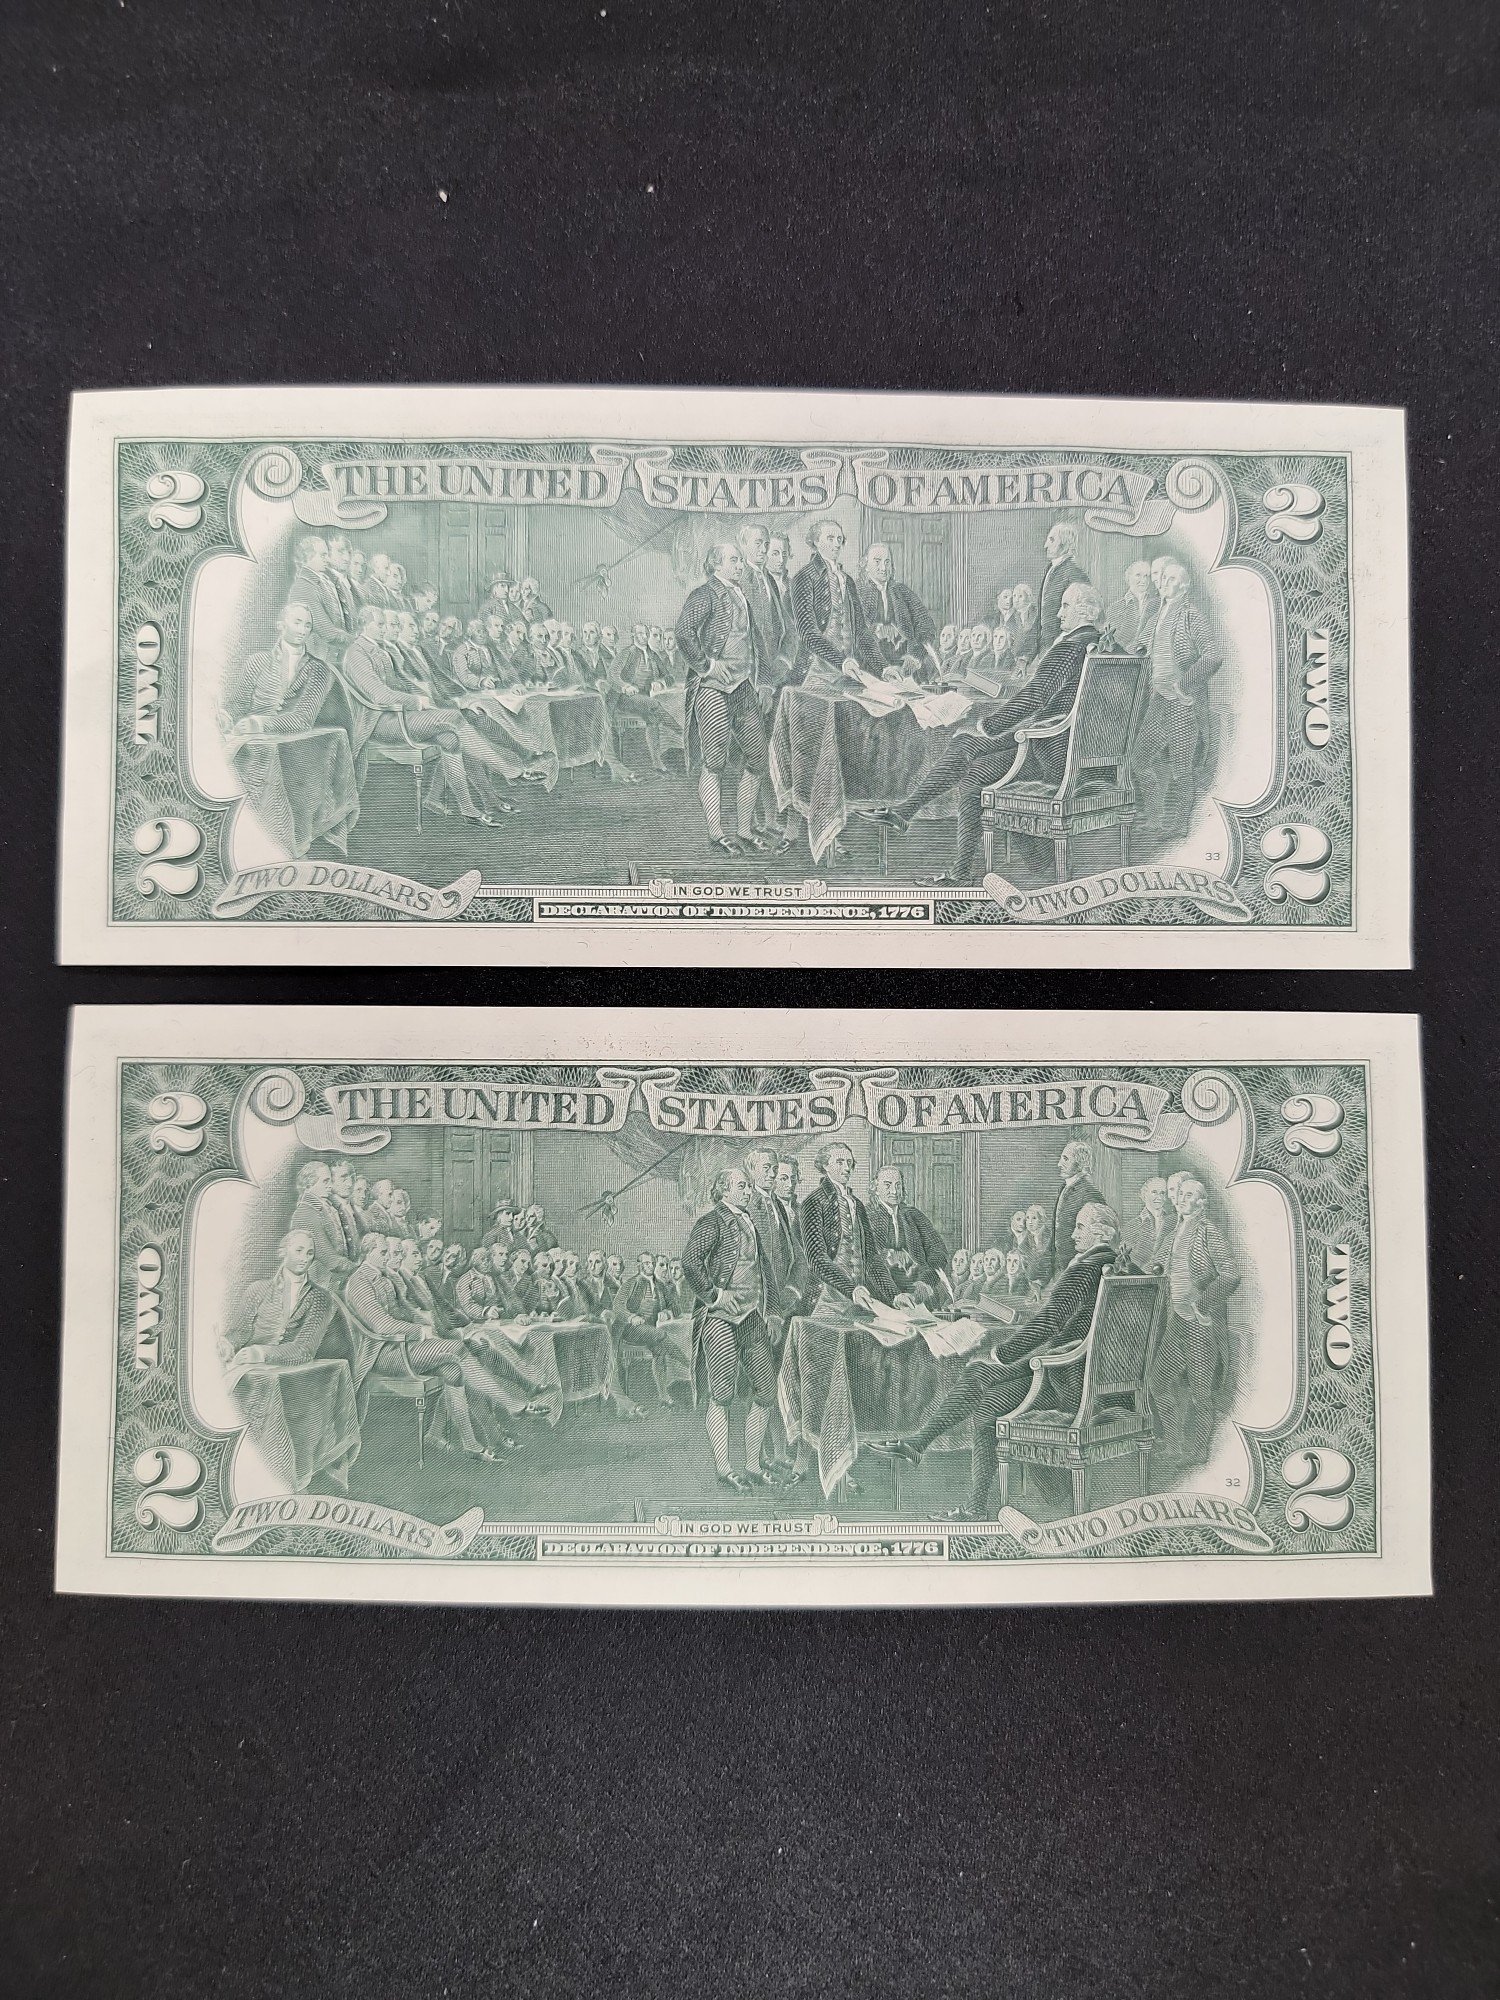 2 THE UNITED STATES OF AMERICA 2
TWO TWO
33
2 TWO DOLLARS IN GOD WE TRUST TWO DOLLARS 2
DECLARATION OF INDEPENDENCE, 1776
2 THE UNITED STATES OF AMERICA 2
TWO TWO
32
2 TWO DOLLARS IN GOD WE TRUST TWO DOLLARS 2
DECLARATION OF INDEPENDENCE, 1776